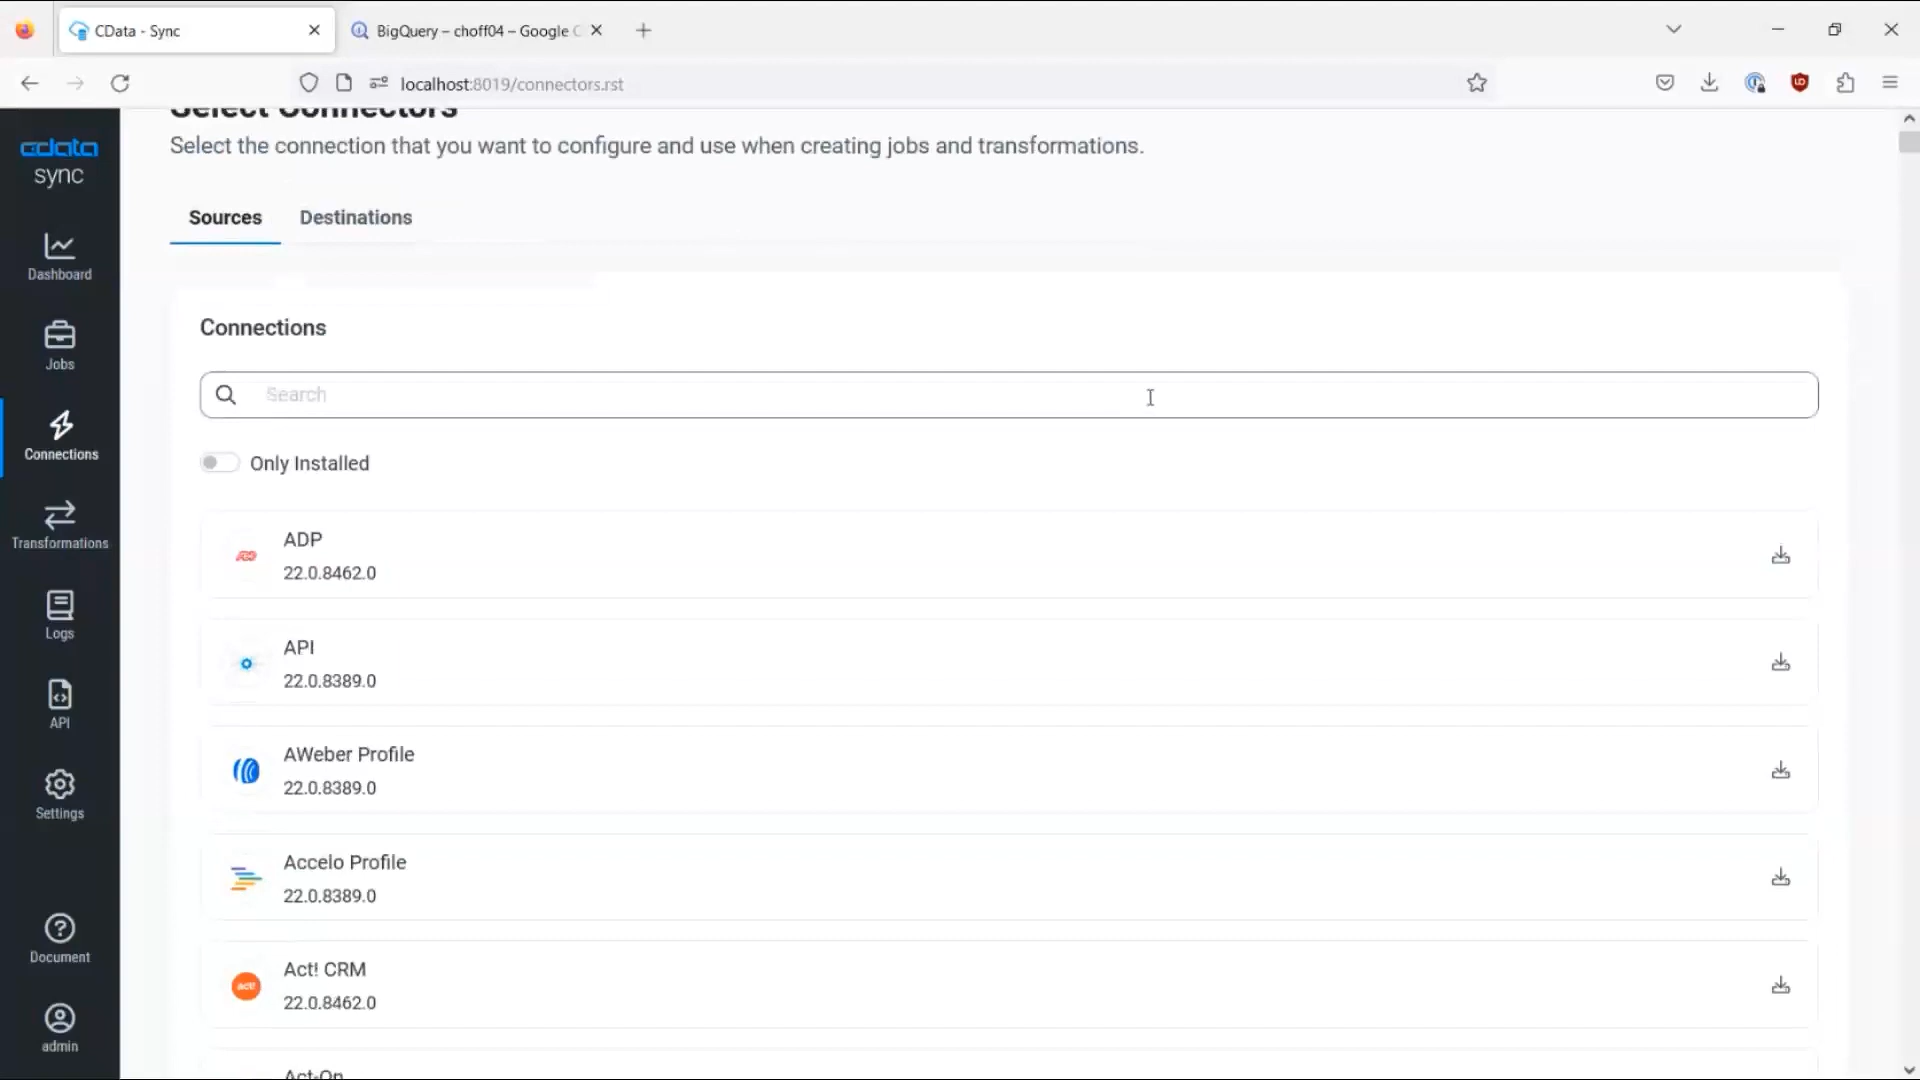 CData - Sync
BigQuery – choff04 – Google C
localhost:8019/connectors.rst
cdata
sync
Dashboard
Jobs
Connections
Transformations
Logs
API
Settings
Document
admin
Select Connectors
Select the connection that you want to configure and use when creating jobs and transformations.
Sources
Destinations
Connections
Search
Only Installed
ADP
22.0.8462.0
API
22.0.8389.0
AWeber Profile
22.0.8389.0
Accelo Profile
22.0.8389.0
act!
Act! CRM
22.0.8462.0
Act-On